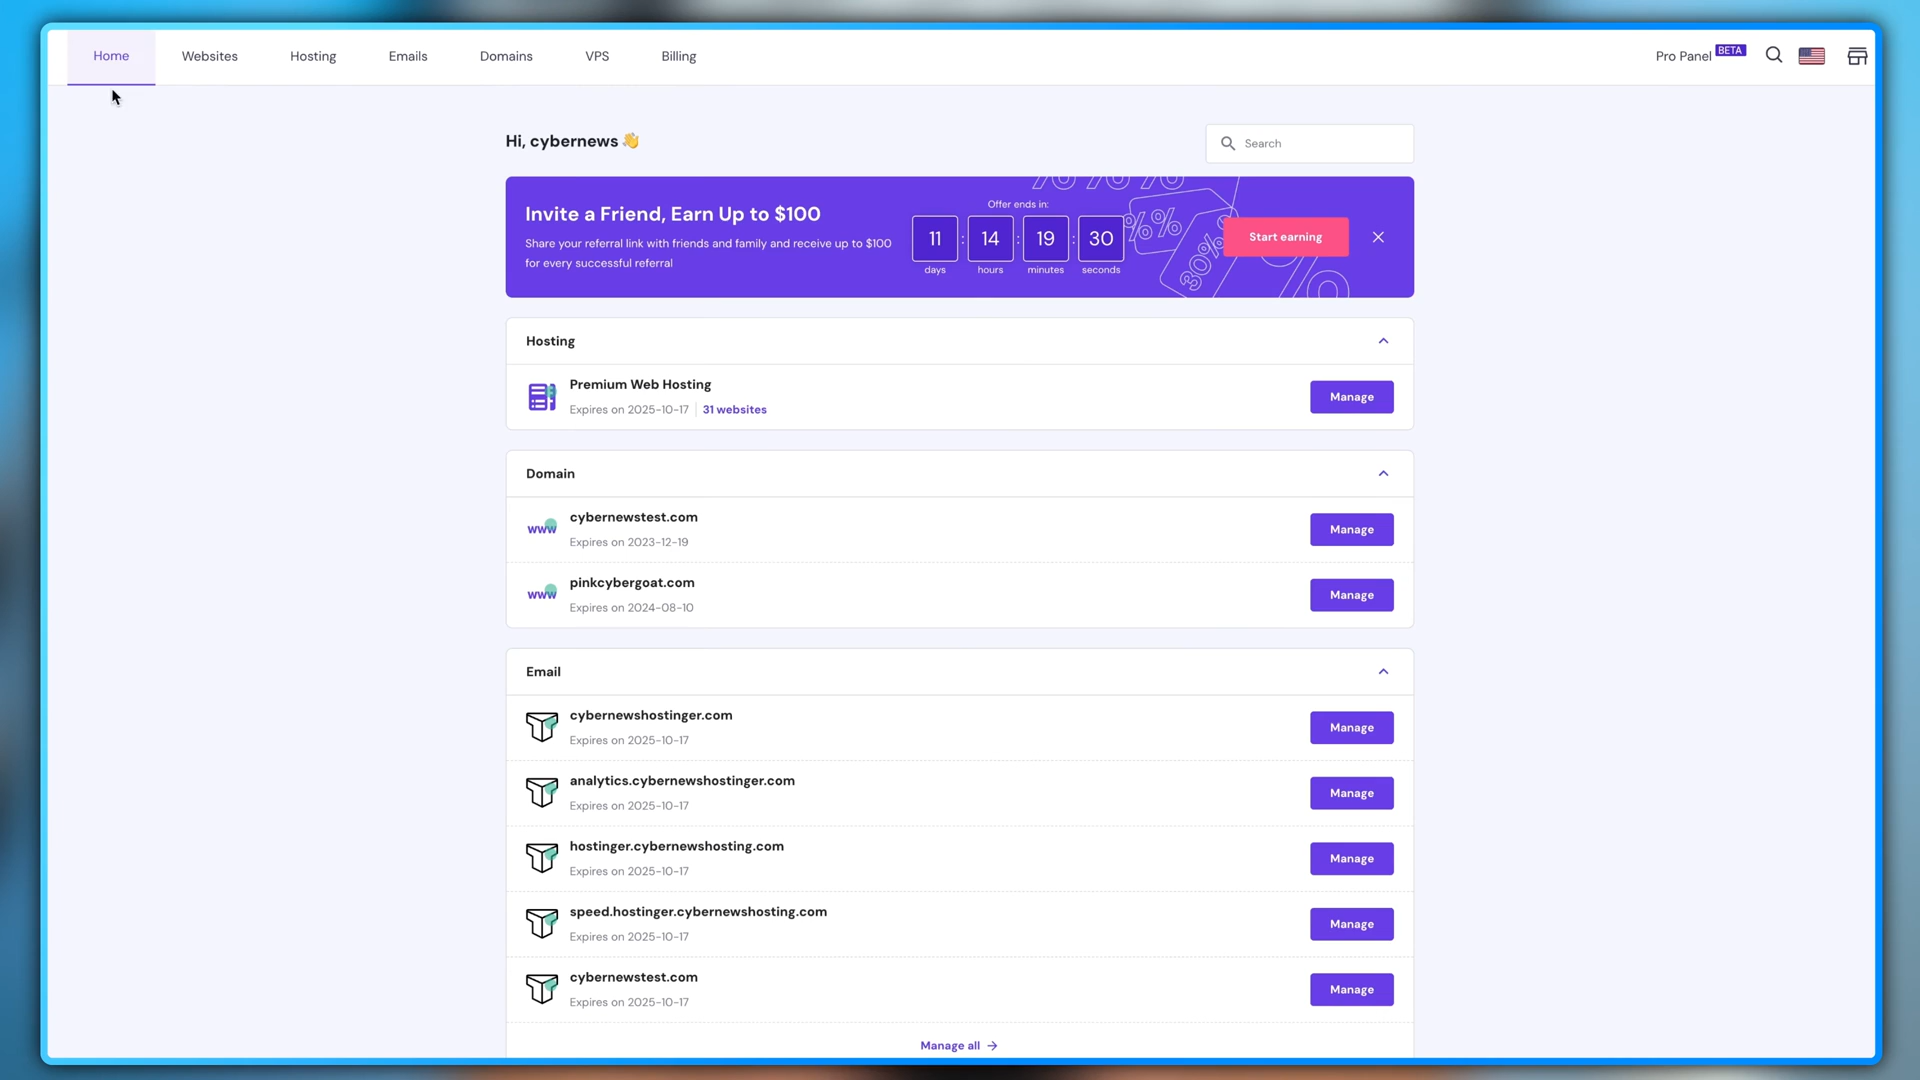 Home
Websites
Hosting
Emails
Domains
VPS
Billing
Pro Panel BETA
Hi, cybernews 👋
Search
Invite a Friend, Earn Up to $100
Share your referral link with friends and family and receive up to $100
for every successful referral
Offer ends in:
11 : 14 : 19 : 30
days hours minutes seconds
%%
30%
Start earning
Hosting
Premium Web Hosting
Expires on 2025-10-17 | 31 websites
Manage
Domain
www
cybernewstest.com
Expires on 2023-12-19
Manage
www
pinkcybergoat.com
Expires on 2024-08-10
Manage
Email
cybernewshostinger.com
Expires on 2025-10-17
Manage
analytics.cybernewshostinger.com
Expires on 2025-10-17
Manage
hostinger.cybernewshosting.com
Expires on 2025-10-17
Manage
speed.hostinger.cybernewshosting.com
Expires on 2025-10-17
Manage
cybernewstest.com
Expires on 2025-10-17
Manage
Manage all →